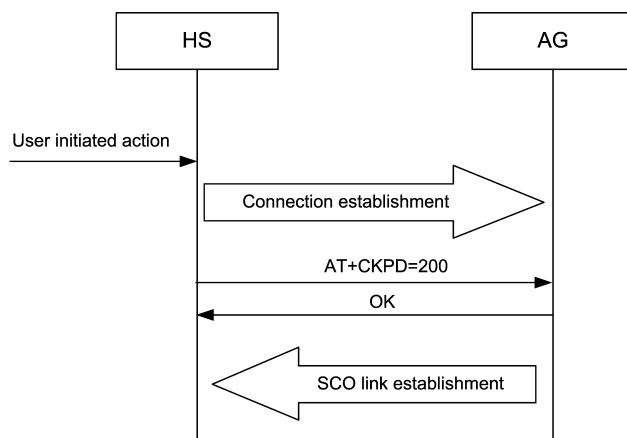 HS
AG
User initiated action
Connection establishment
AT+CKPD=200
OK
SCO link establishment